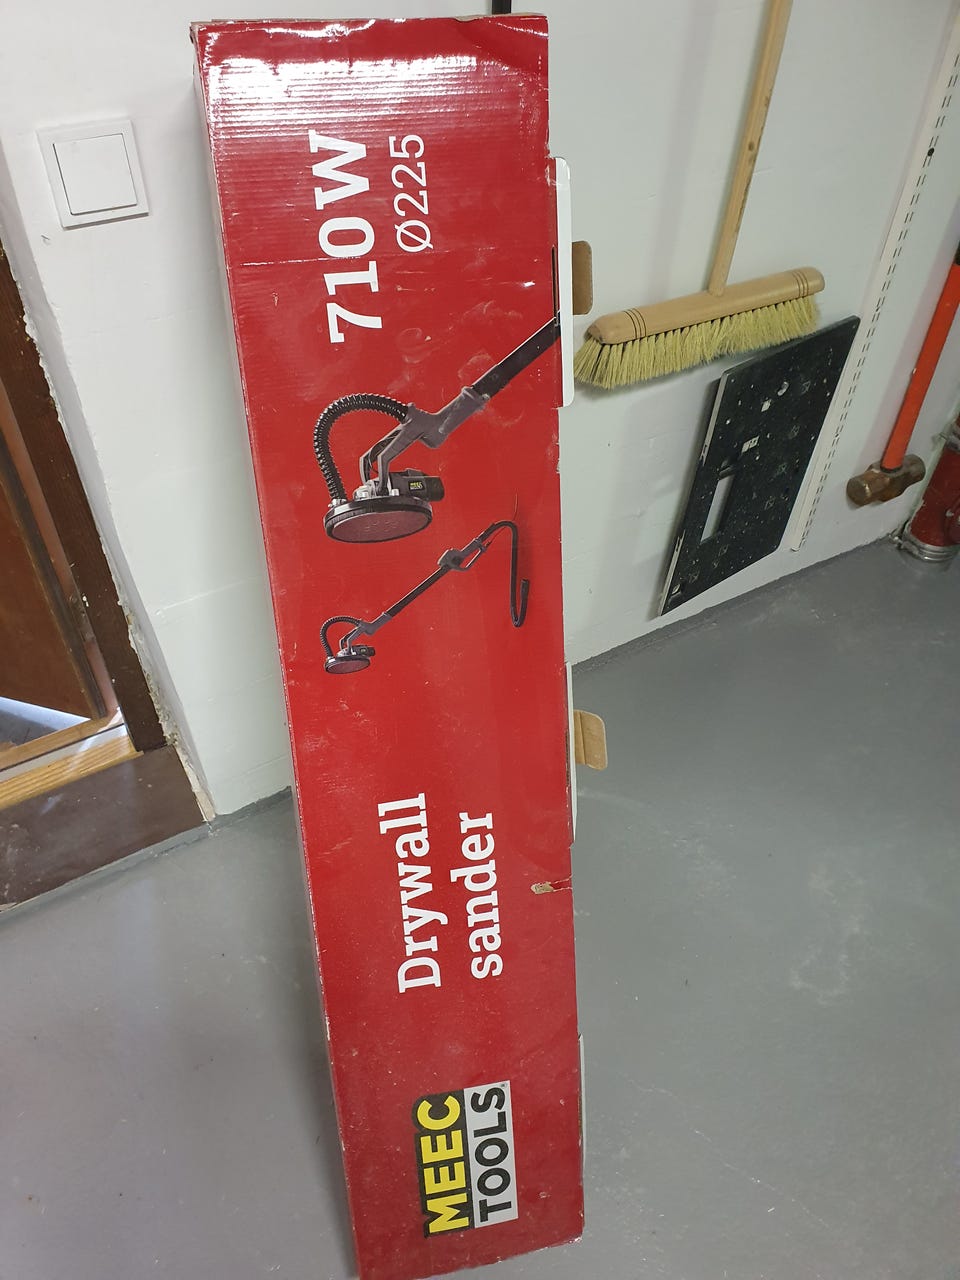 710W
Ø225
Drywall
sander
MEEC
TOOLS®